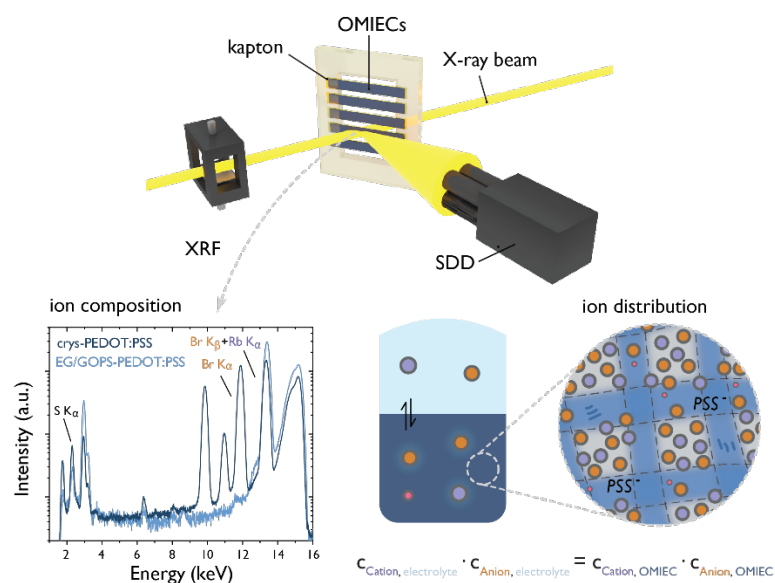 OMIECs
kapton
X-ray beam
XRF
SDD
ion composition
ion distribution
crys-PEDOT:PSS
EG/GOPS-PEDOT:PSS
Br Kβ+Rb Kα
Br Kα
S Kα
Intensity (a.u.)
2 4 6 8 10 12 14 16
Energy (keV)
PSS-
PSS-
cCation, electrolyte · cAnion, electrolyte = cCation, OMIEC · cAnion, OMIEC